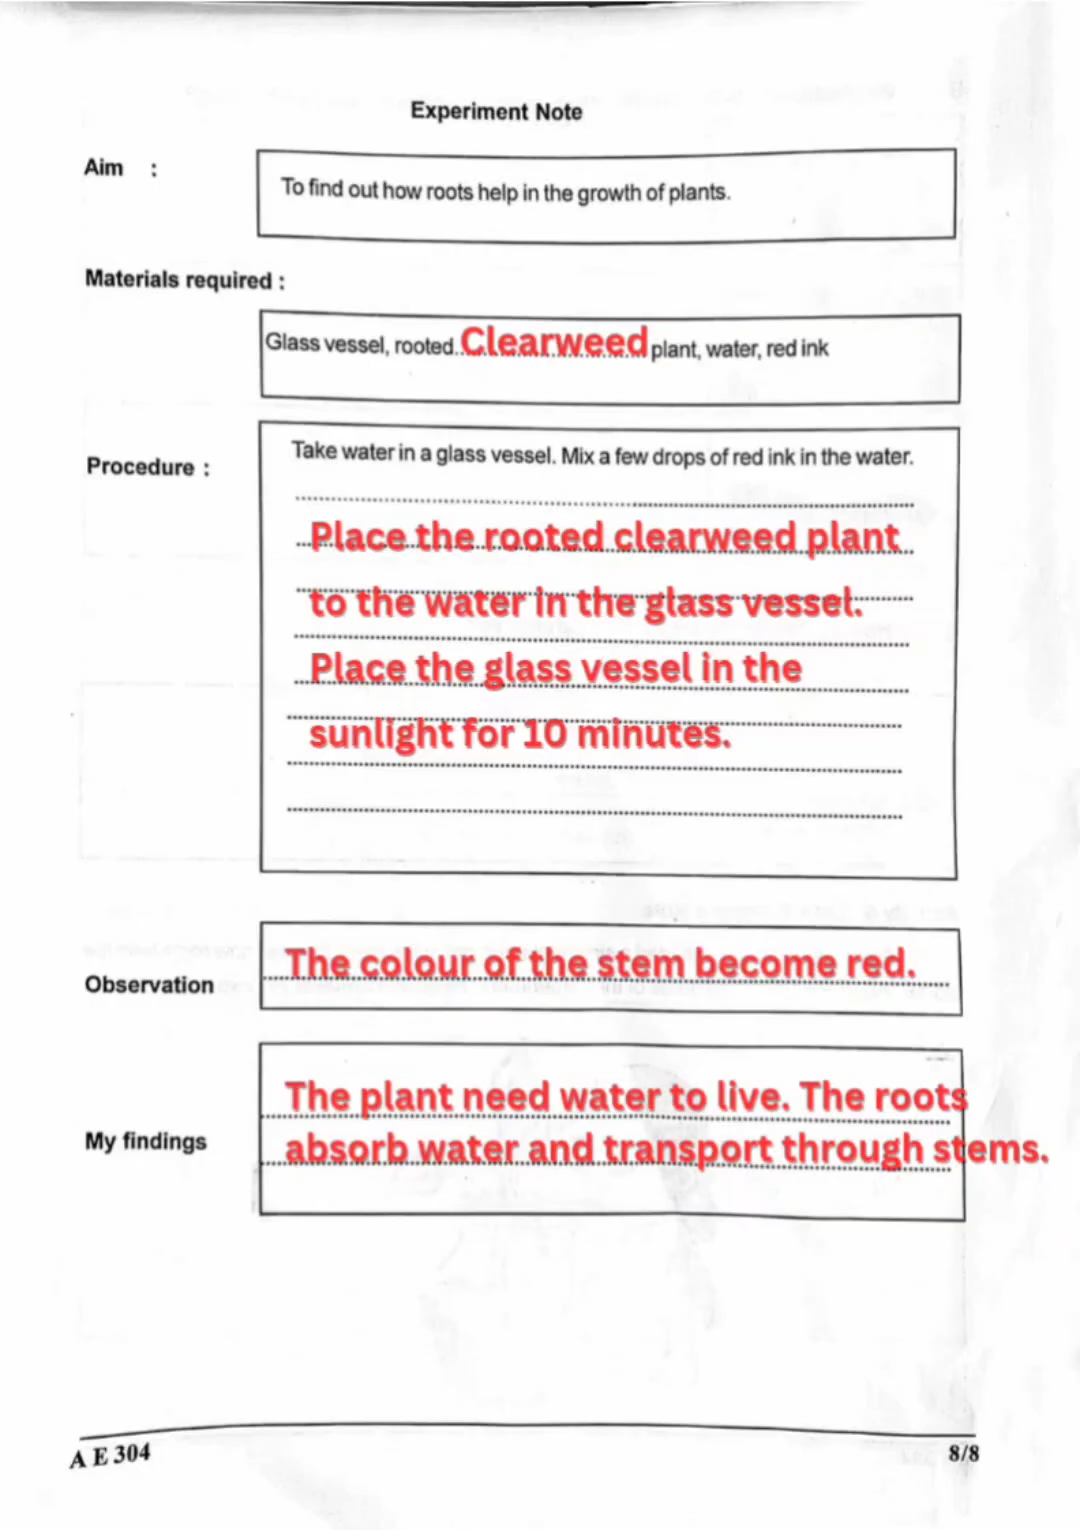 Experiment Note
Aim :
To find out how roots help in the growth of plants.
Materials required :
Glass vessel, rooted..Clearweed plant, water, red ink
Procedure :
Take water in a glass vessel. Mix a few drops of red ink in the water.
Place the rooted clearweed plant
to the water in the glass vessel.
Place the glass vessel in the
sunlight for 10 minutes.
Observation
The colour of the stem become red.
My findings
The plant need water to live. The roots
absorb water and transport through stems.
A E 304
8/8